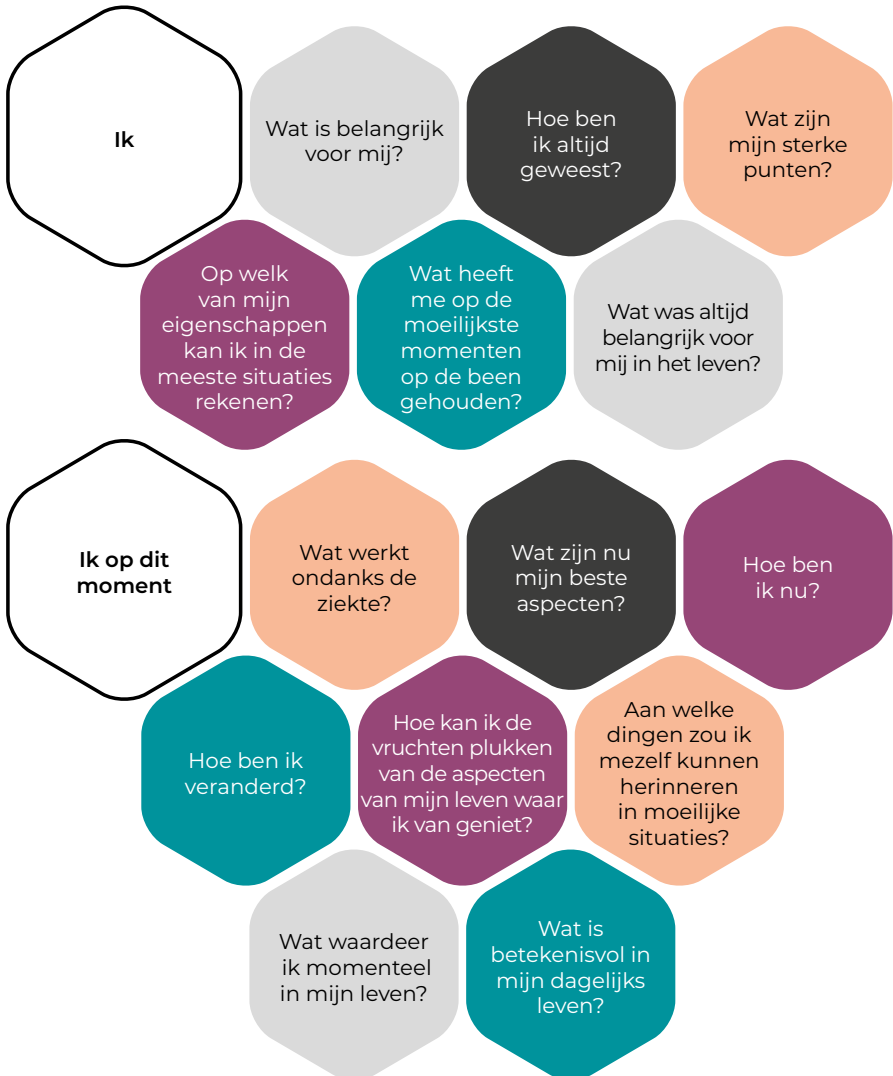 Ik
Wat is belangrijk
voor mij?
Hoe ben
ik altijd
geweest?
Wat zijn
mijn sterke
punten?
Op welk
van mijn
eigenschappen
kan ik in de
meeste situaties
rekenen?
Wat heeft
me op de
moeilijkste
momenten
op de been
gehouden?
Wat was altijd
belangrijk voor
mij in het leven?
Ik op dit
moment
Wat werkt
ondanks de
ziekte?
Wat zijn nu
mijn beste
aspecten?
Hoe ben
ik nu?
Hoe ben ik
veranderd?
Hoe kan ik de
vruchten plukken
van de aspecten
van mijn leven waar
ik van geniet?
Aan welke
dingen zou ik
mezelf kunnen
herinneren
in moeilijke
situaties?
Wat waardeer
ik momenteel
in mijn leven?
Wat is
betekenisvol in
mijn dagelijks
leven?